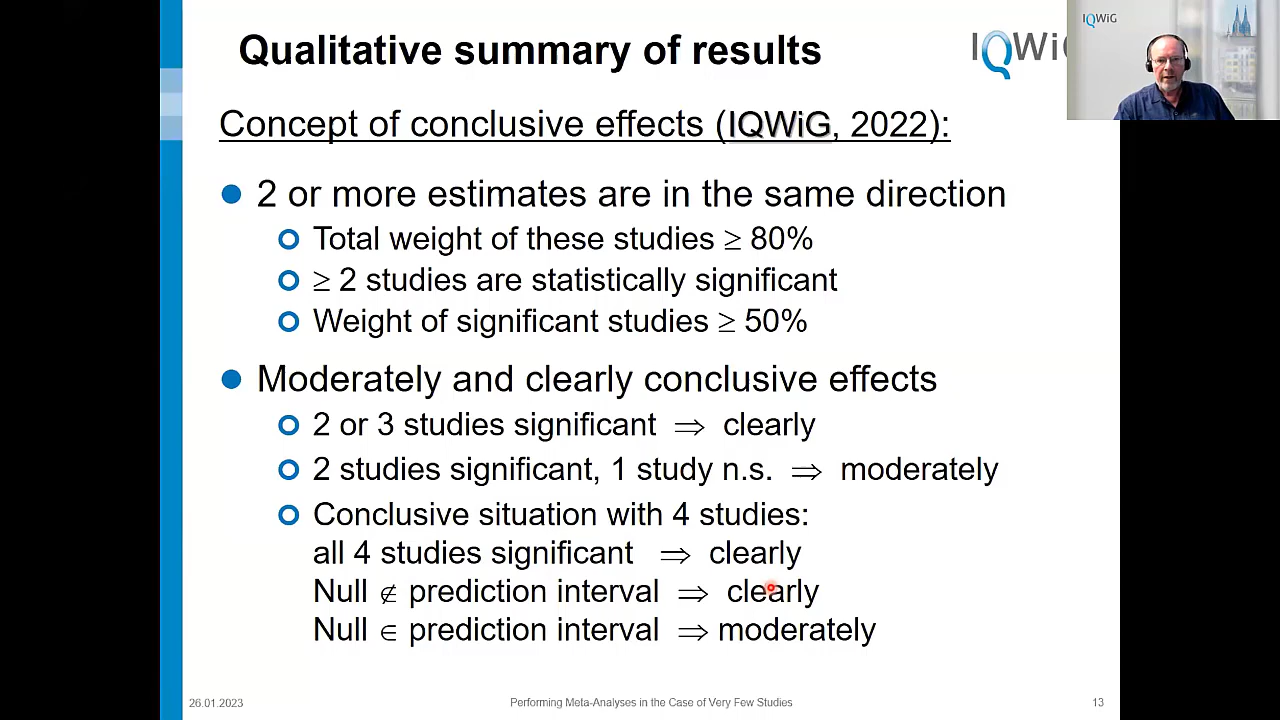 Qualitative summary of results
IQWiG
IQWiG
Concept of conclusive effects (IQWiG, 2022):
2 or more estimates are in the same direction
Total weight of these studies ≥ 80%
≥ 2 studies are statistically significant
Weight of significant studies ≥ 50%
Moderately and clearly conclusive effects
2 or 3 studies significant ⇒ clearly
2 studies significant, 1 study n.s. ⇒ moderately
Conclusive situation with 4 studies:
all 4 studies significant ⇒ clearly
Null ∉ prediction interval ⇒ clearly
Null ∈ prediction interval ⇒ moderately
26.01.2023
Performing Meta-Analyses in the Case of Very Few Studies
13